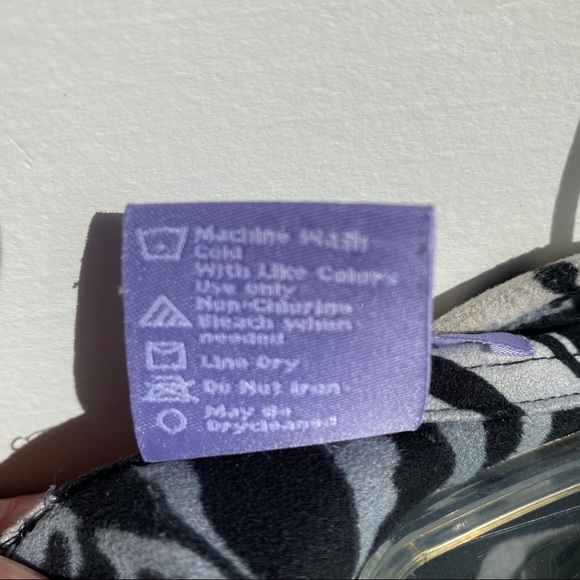 Machine Wash
Cold
With Like Colors
Use only
Non-Chlorine
Bleach When
needed
Line Dry
Do Not Iron
May Be
Drycleaned